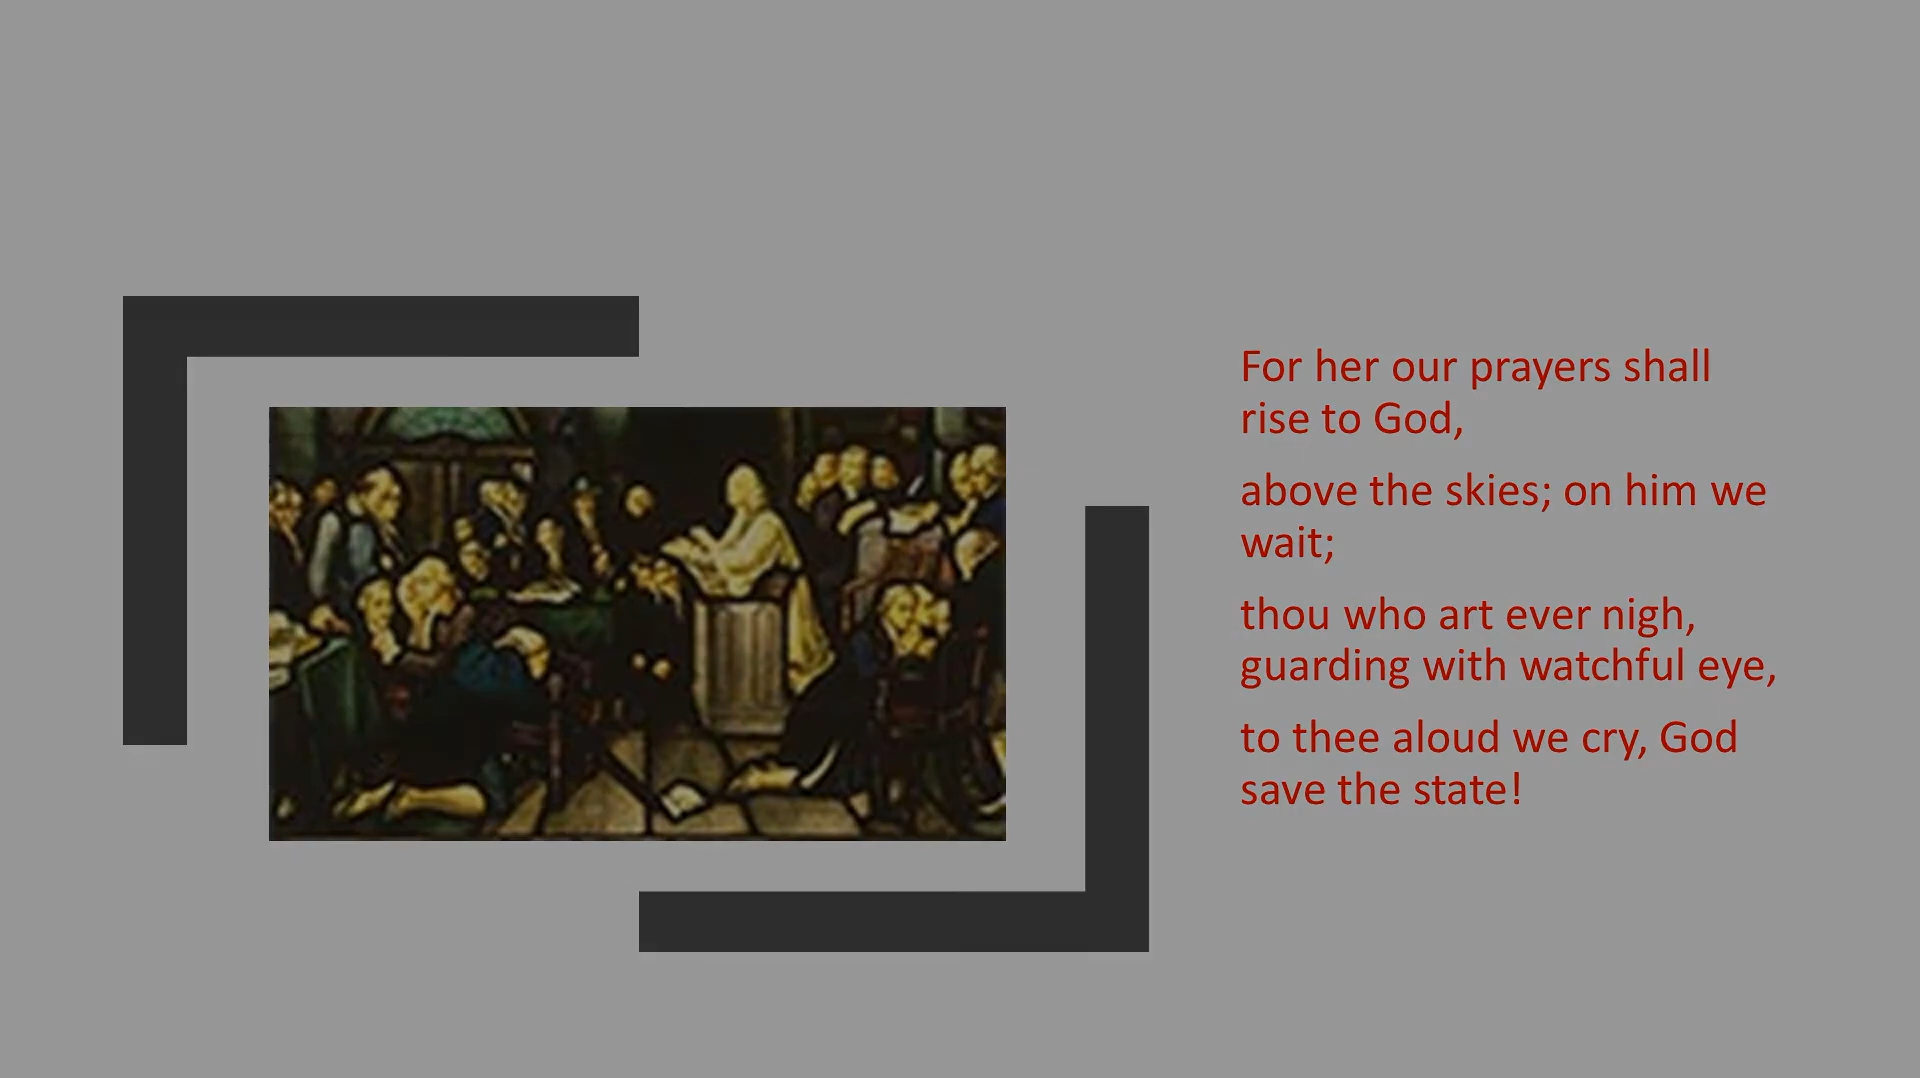 For her our prayers shall
rise to God,
above the skies; on him we
wait;
thou who art ever nigh,
guarding with watchful eye,
to thee aloud we cry, God
save the state!